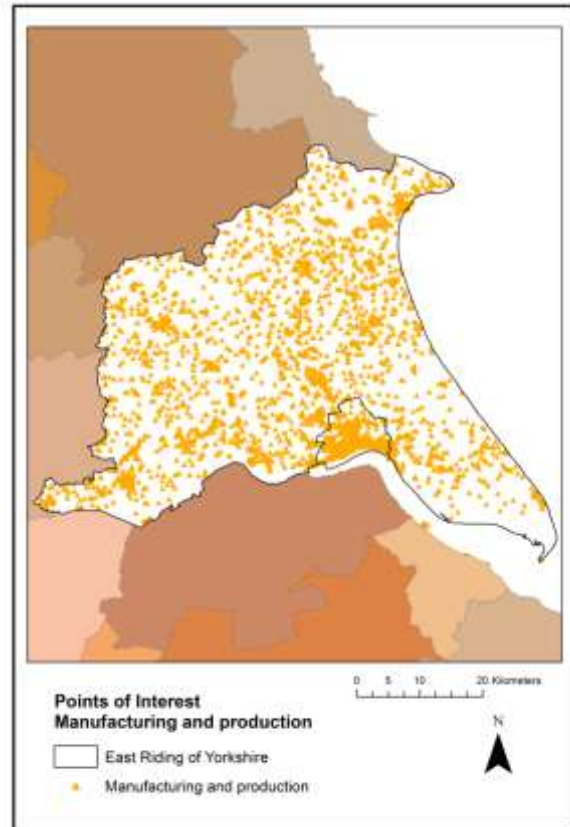 0 5 10 20 Kilometers
Points of Interest
Manufacturing and production
N
East Riding of Yorkshire
Manufacturing and production